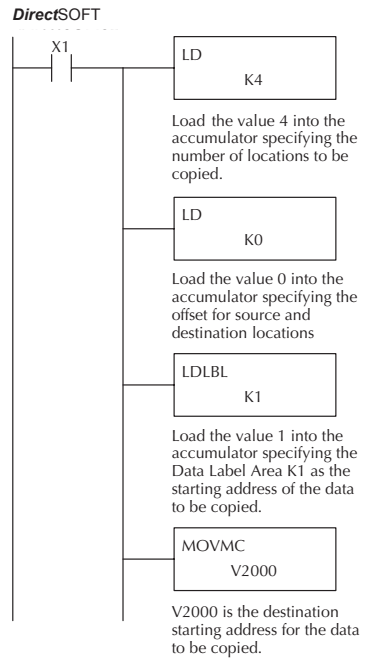 DirectSOFT
X1
LD
K4
Load the value 4 into the
accumulator specifying the
number of locations to be
copied.
LD
K0
Load the value 0 into the
accumulator specifying the
offset for source and
destination locations
LDLBL
K1
Load the value 1 into the
accumulator specifying the
Data Label Area K1 as the
starting address of the data
to be copied.
MOVMC
V2000
V2000 is the destination
starting address for the data
to be copied.